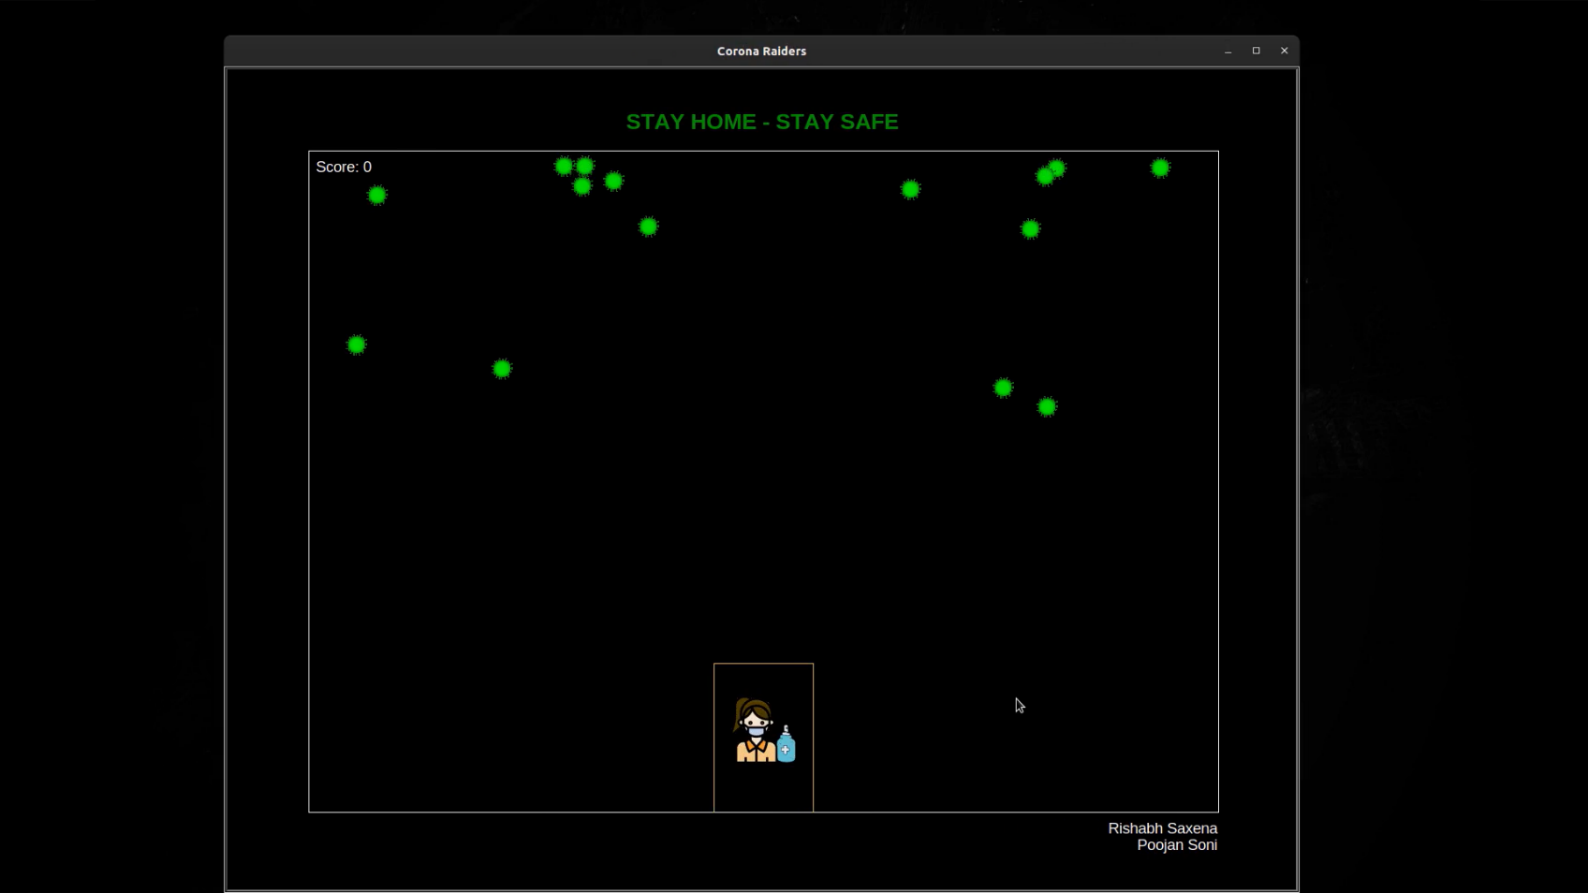 Corona Raiders
STAY HOME - STAY SAFE
Score: 0
Rishabh Saxena
Poojan Soni